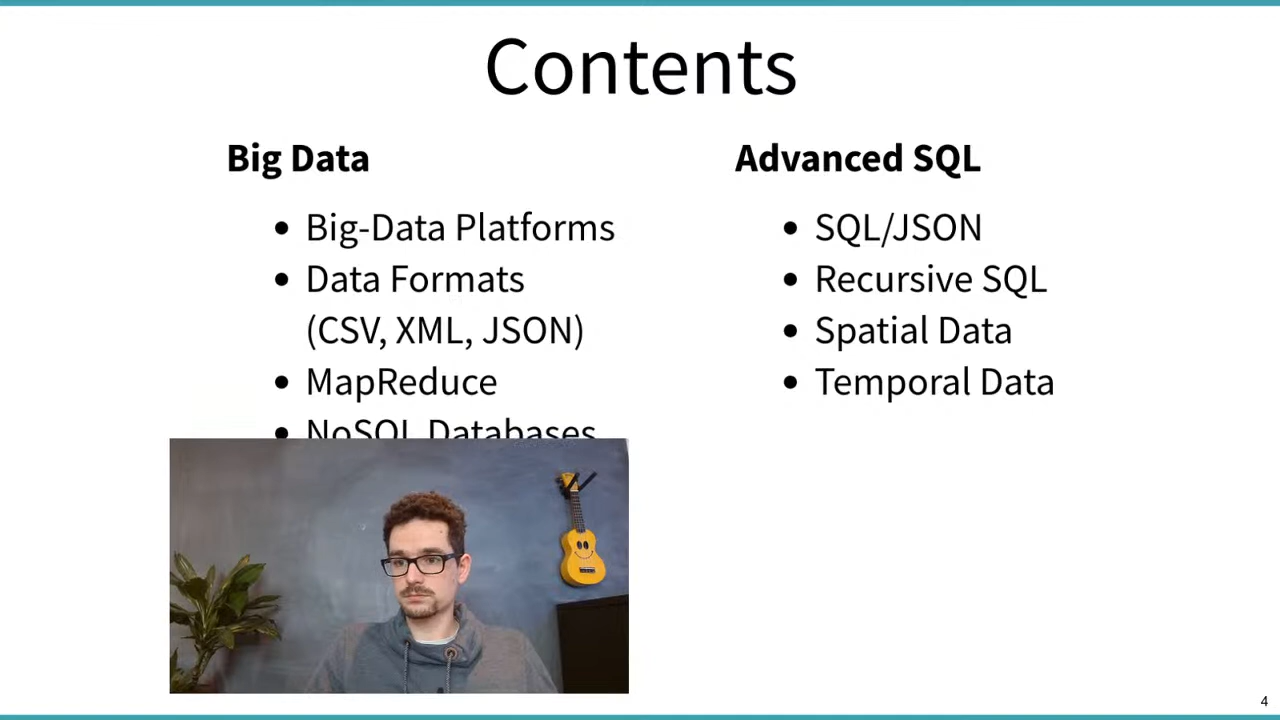 Contents
Big Data
• Big-Data Platforms
• Data Formats
(CSV, XML, JSON)
• MapReduce
• NoSQL Databases
Advanced SQL
• SQL/JSON
• Recursive SQL
• Spatial Data
• Temporal Data
4